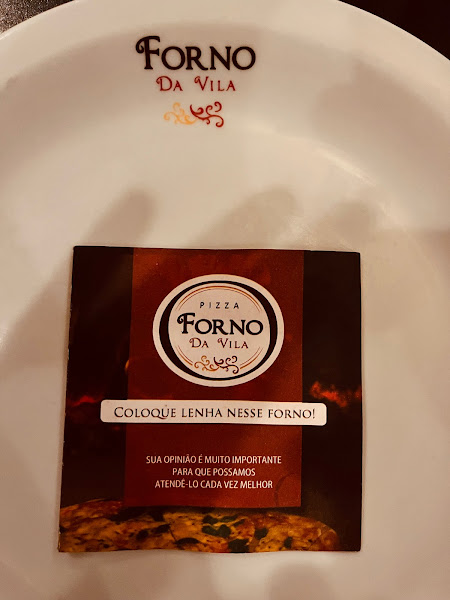 FORNO
DA VILA
PIZZA
FORNO
DA VILA
COLOQUE LENHA NESSE FORNO!
SUA OPINIÃO É MUITO IMPORTANTE
PARA QUE POSSAMOS
ATENDÊ-LO CADA VEZ MELHOR